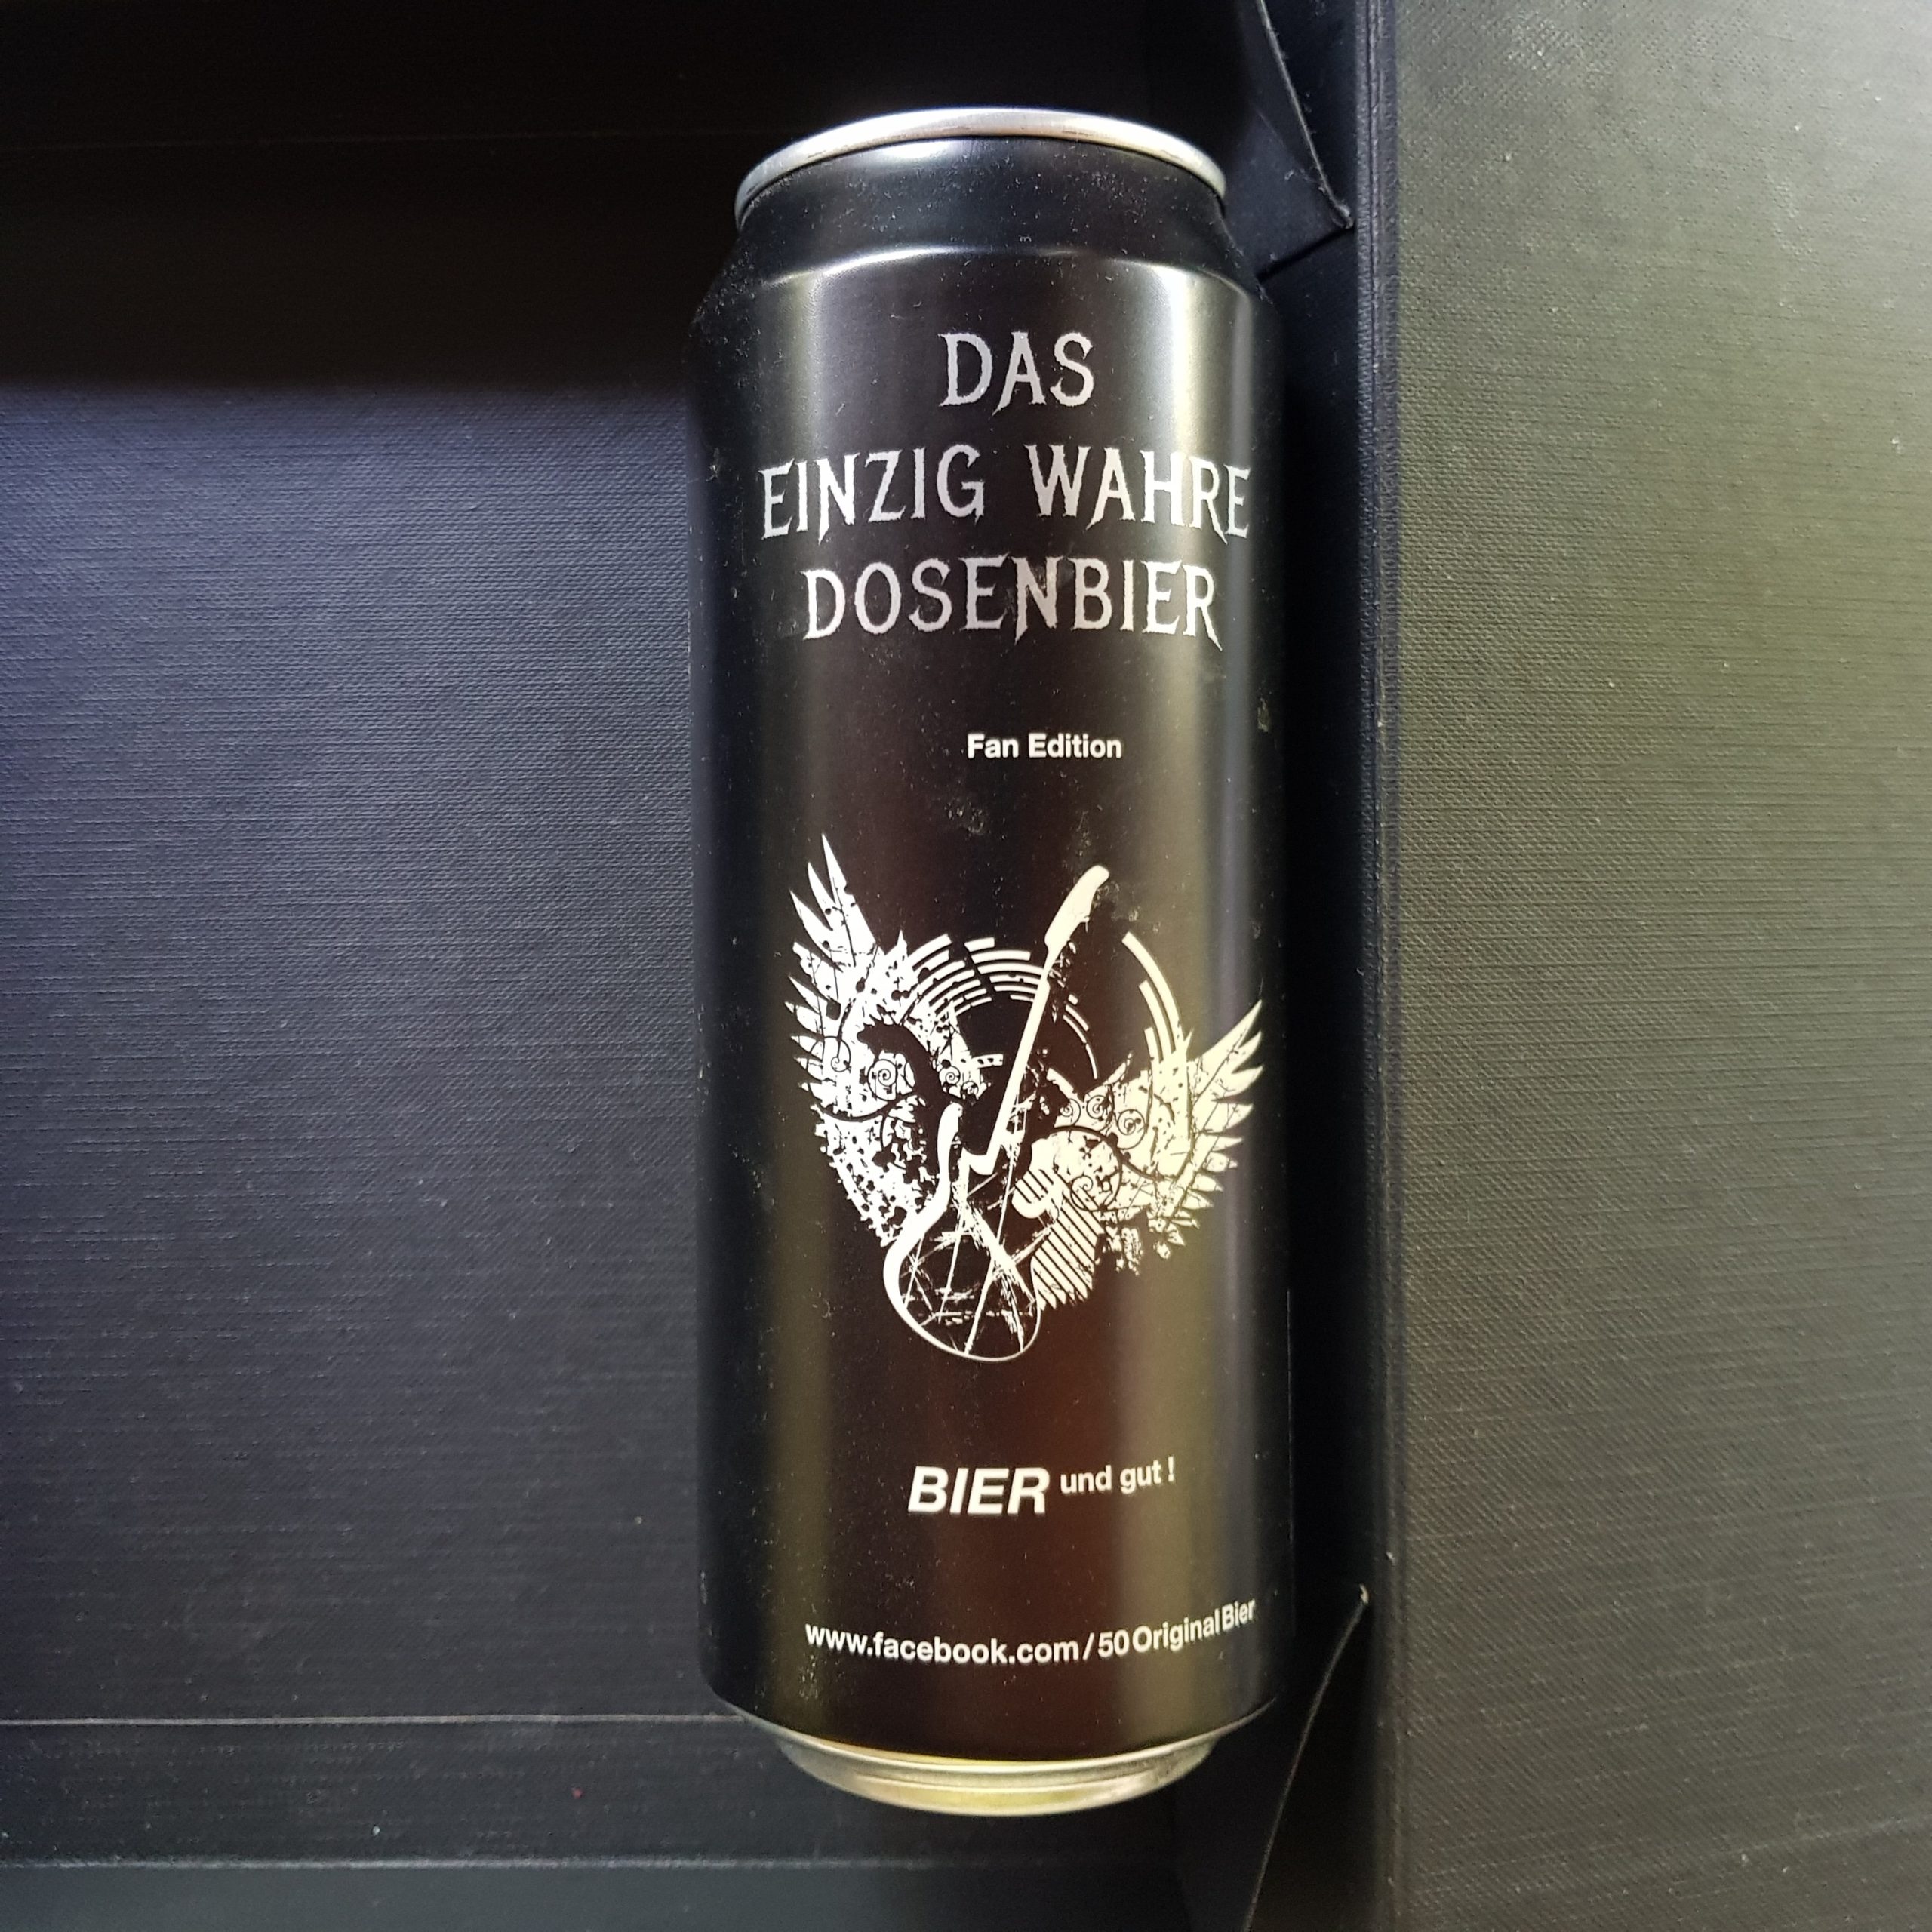 DAS
EINZIG WAHRE
DOSENBIER
Fan Edition
BIER und gut !
www.facebook.com/50OriginalBier